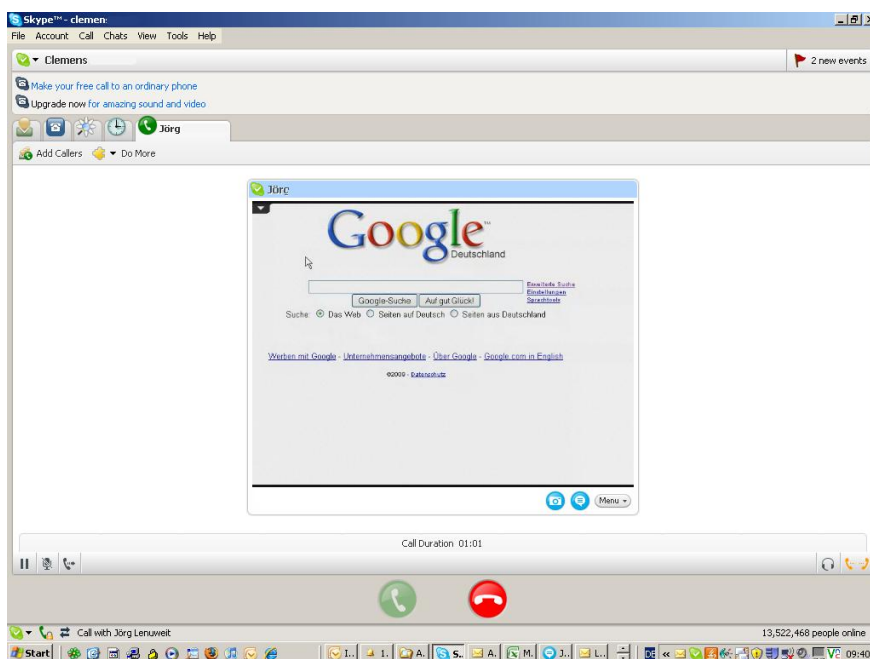 Skype™ - clemen:
File Account Call Chats View Tools Help
Clemens
2 new events
Make your free call to an ordinary phone
Upgrade now for amazing sound and video
Jörg
Add Callers Do More
Jörg
Google™
Deutschland
Erweiterte Suche
Einstellungen
Sprachtools
Google-Suche Auf gut Glück!
Suche: Das Web Seiten auf Deutsch Seiten aus Deutschland
Werben mit Google - Unternehmensangebote - Über Google - Google.com in English
©2009 - Datenschutz
Menu
Call Duration 01:01
Call with Jörg Lenuweit
13,522,468 people online
Start I.. 1. A. S.. A. M. J.. L.. DE « 09:40